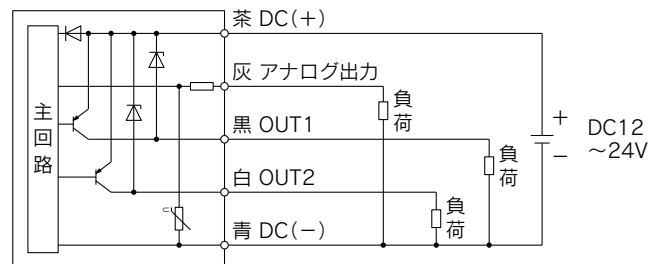 茶 DC(+)
灰 アナログ出力
負荷
黒 OUT1
負荷
白 OUT2
負荷
青 DC(−)
主回路
+
−
DC12
～24V